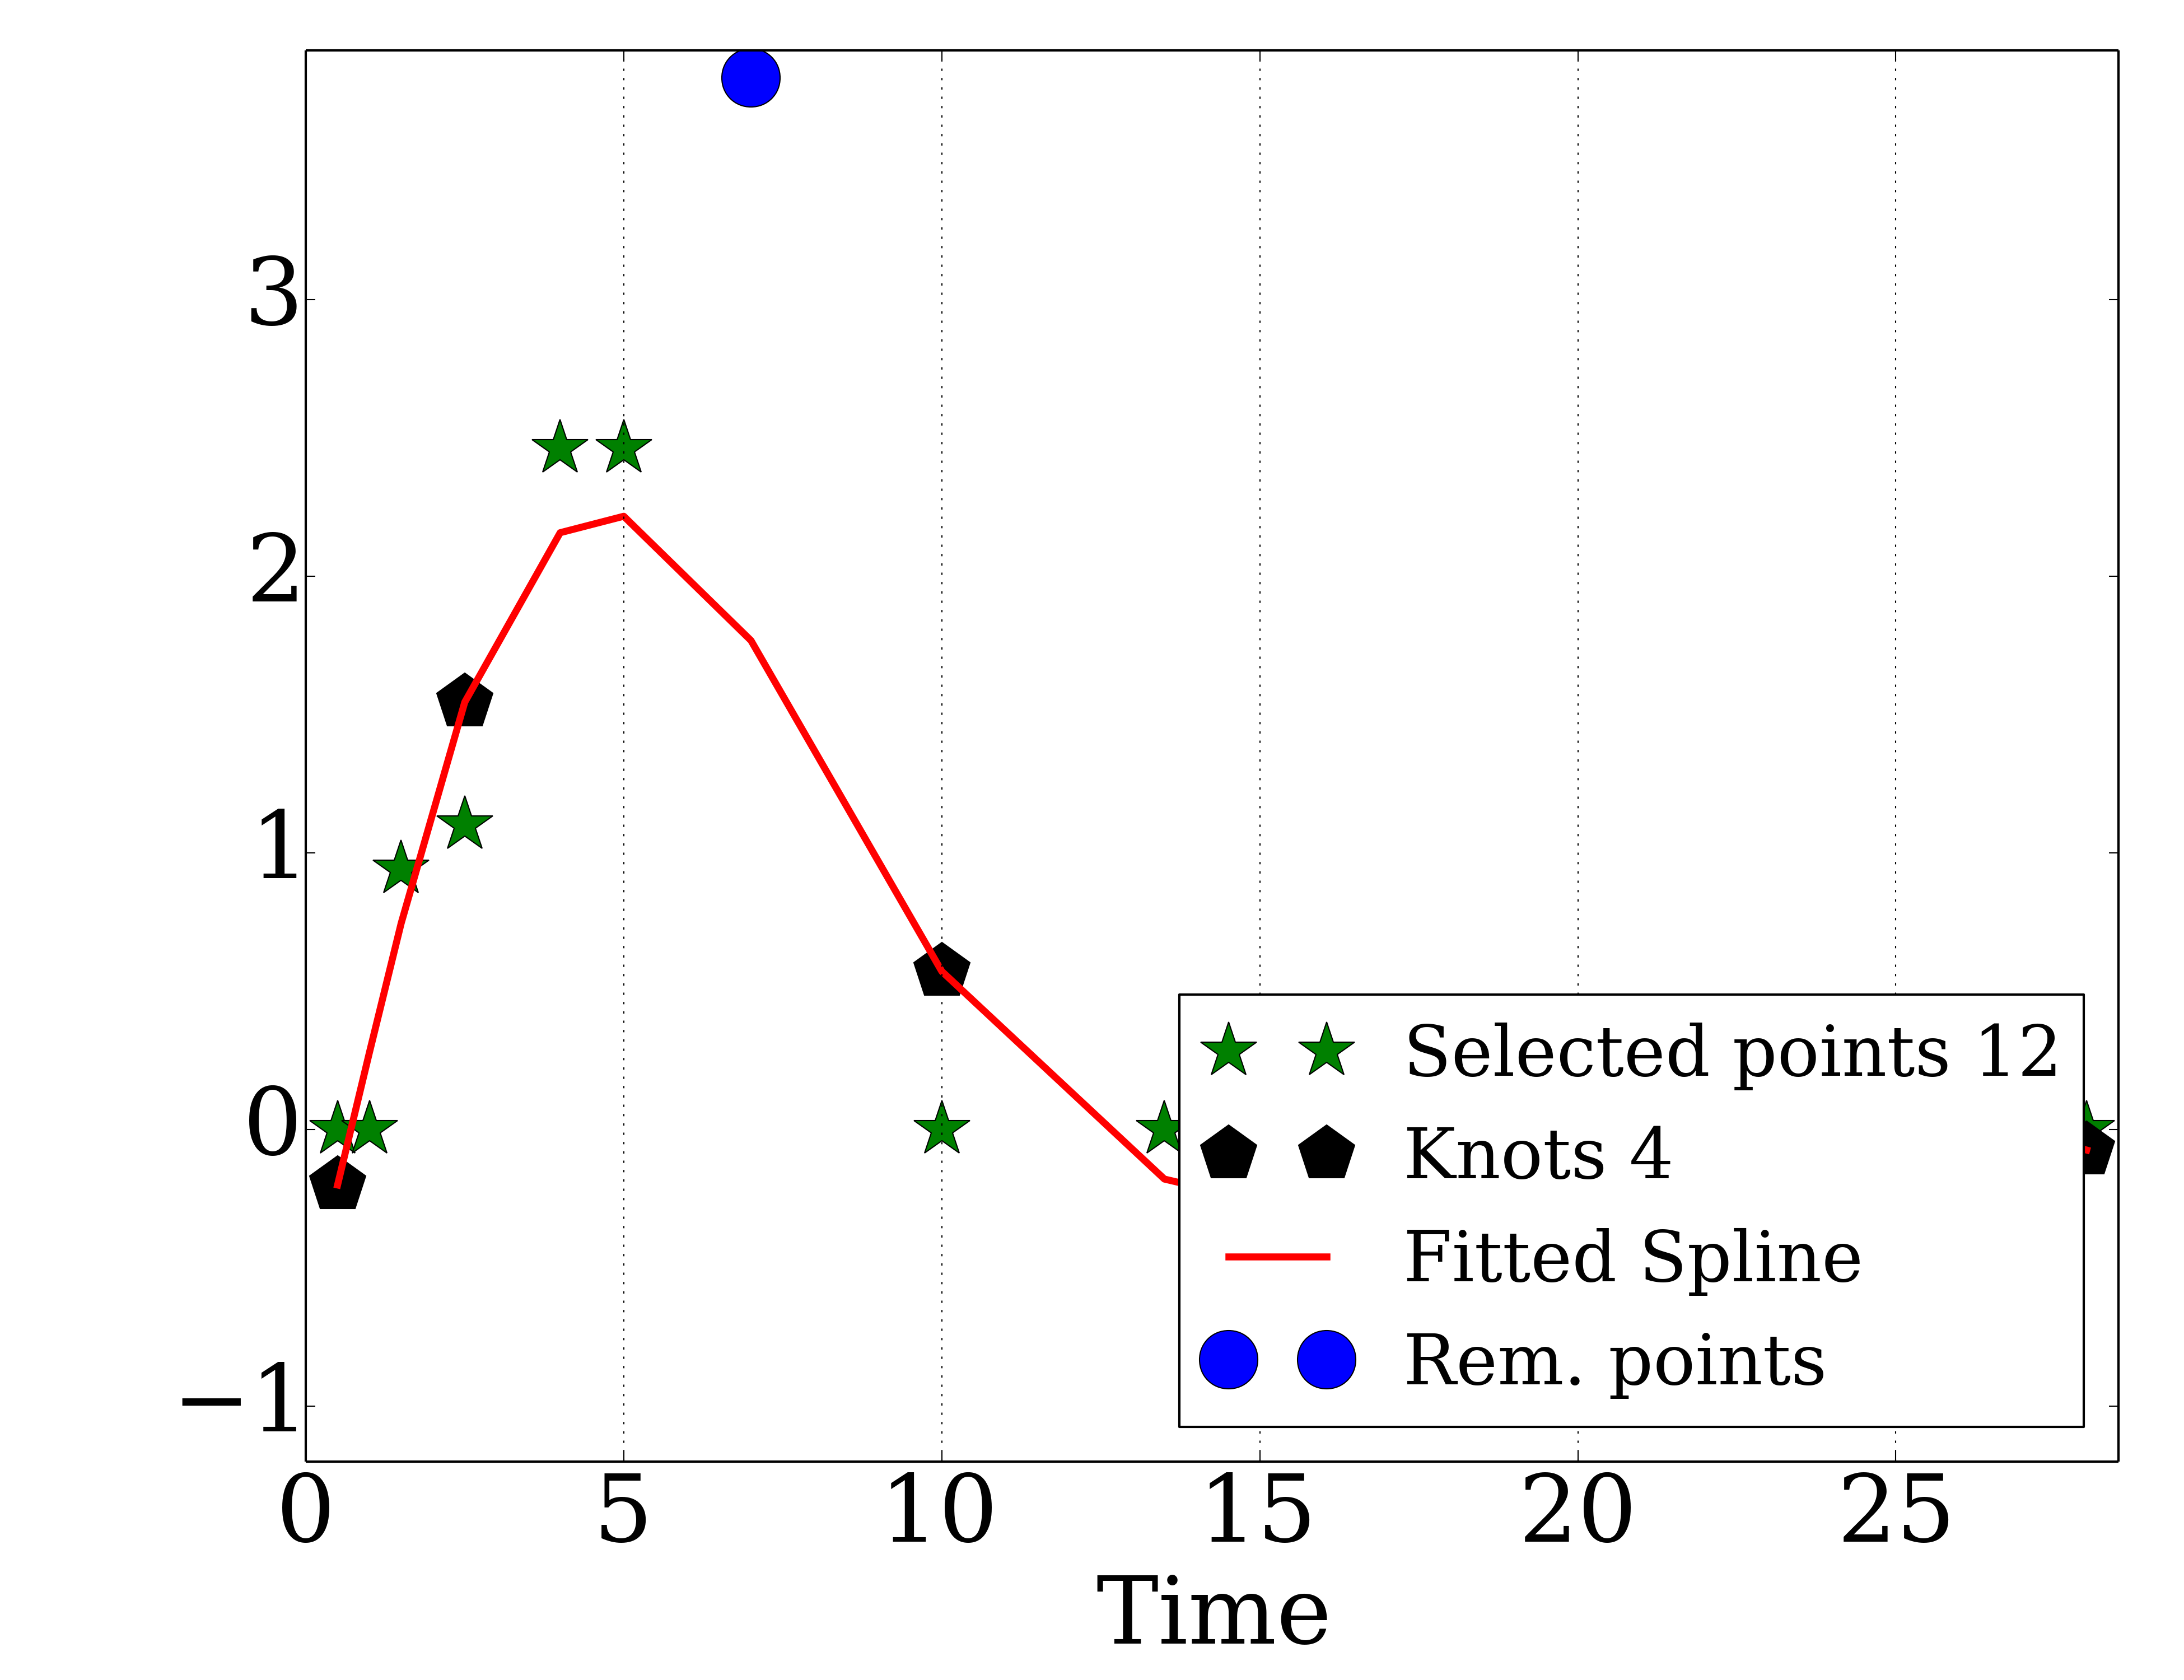 3
2
1
0
−1
Selected points 12
Knots 4
Fitted Spline
Rem. points
0 5 10 15 20 25
Time